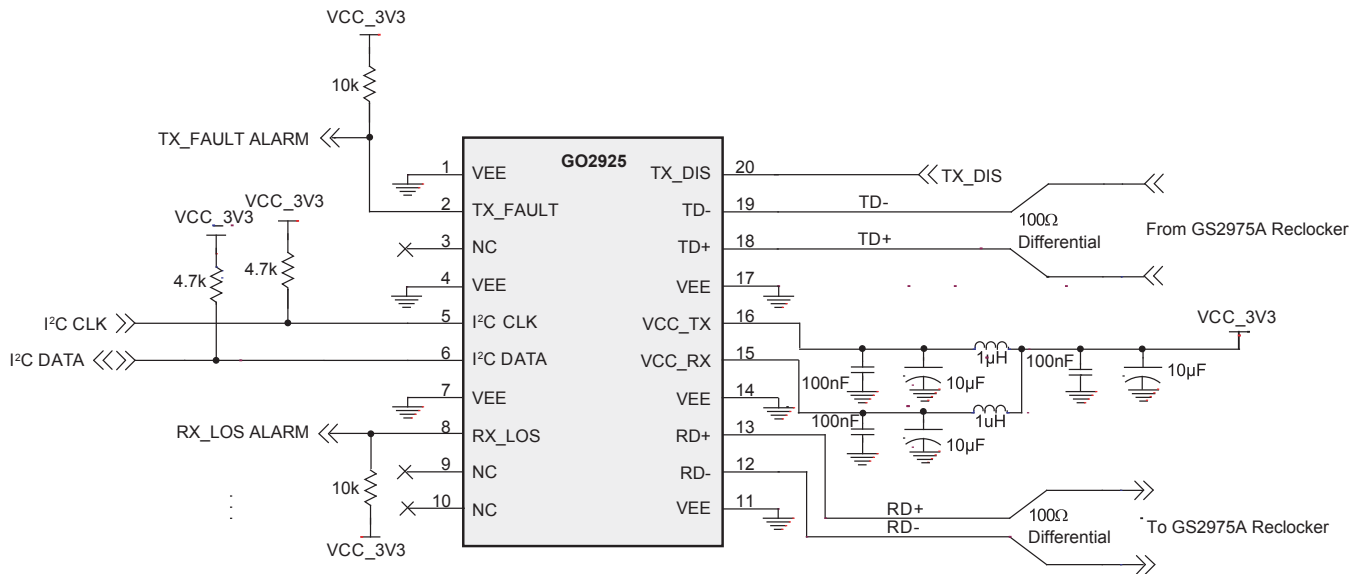 VCC_3V3
10k
TX_FAULT ALARM
GO2925
1 VEE
TX_DIS 20
TX_DIS
VCC_3V3
VCC_3V3
2 TX_FAULT
TD- 19
TD-
100Ω
Differential
From GS2975A Reclocker
3 NC
TD+ 18
TD+
4.7k
4.7k
4 VEE
VEE 17
I²C CLK
5 I²C CLK
VCC_TX 16
VCC_3V3
I²C DATA
6 I²C DATA
VCC_RX 15
1µH
100nF
10µF
100nF
10µF
7 VEE
VEE 14
RX_LOS ALARM
8 RX_LOS
RD+ 13
100nF
1uH
10µF
9 NC
RD- 12
10k
10 NC
VEE 11
RD+
RD-
100Ω
Differential
To GS2975A Reclocker
VCC_3V3